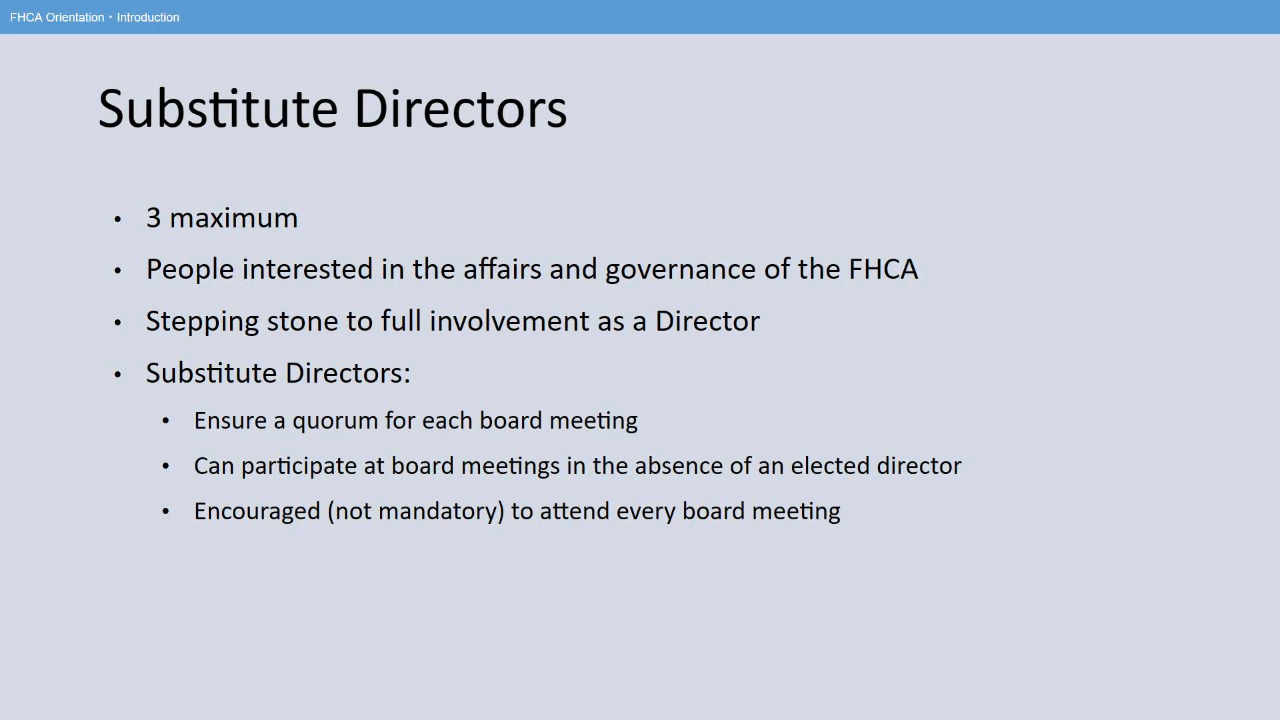 FHCA Orientation · Introduction
Substitute Directors
• 3 maximum
• People interested in the affairs and governance of the FHCA
• Stepping stone to full involvement as a Director
• Substitute Directors:
• Ensure a quorum for each board meeting
• Can participate at board meetings in the absence of an elected director
• Encouraged (not mandatory) to attend every board meeting